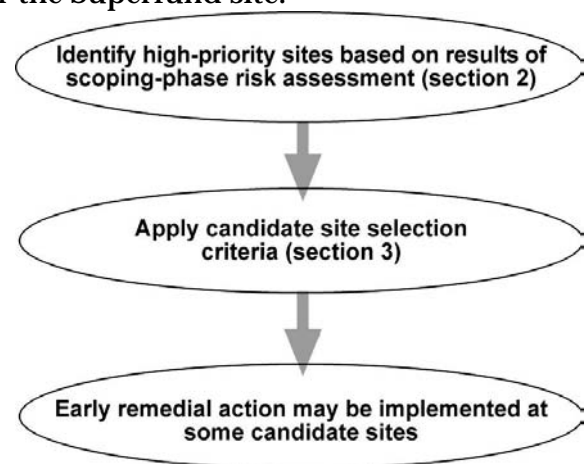 the Superfund site.
Identify high-priority sites based on results of
scoping-phase risk assessment (section 2)
Apply candidate site selection
criteria (section 3)
Early remedial action may be implemented at
some candidate sites